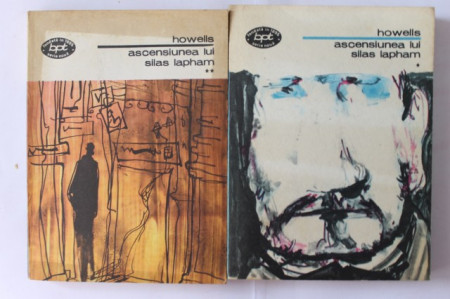 bpt
howells
ascensiunea lui
silas lapham
**
bpt
howells
ascensiunea lui
silas lapham
*